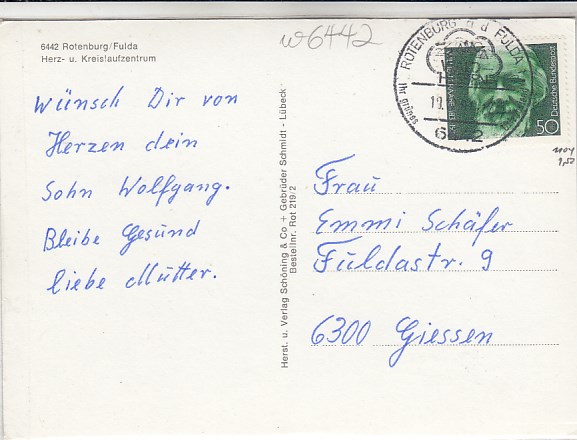 6442 Rotenburg/Fulda
Herz- u. Kreislaufzentrum
w6442
ROTENBURG a d FULDA
Ihr grünes
6442
Deutsche Bundespost
50
Wünsch Dir von
Herzen dein
Sohn Wolfgang.
Bleibe Gesund
liebe Mutter.
Herst. u. Verlag Schöning & Co + Gebrüder Schmidt - Lübeck
Bestellnr. Rot 219/2
Frau
Emmi Schäfer
Fuldastr. 9
6300 Giessen